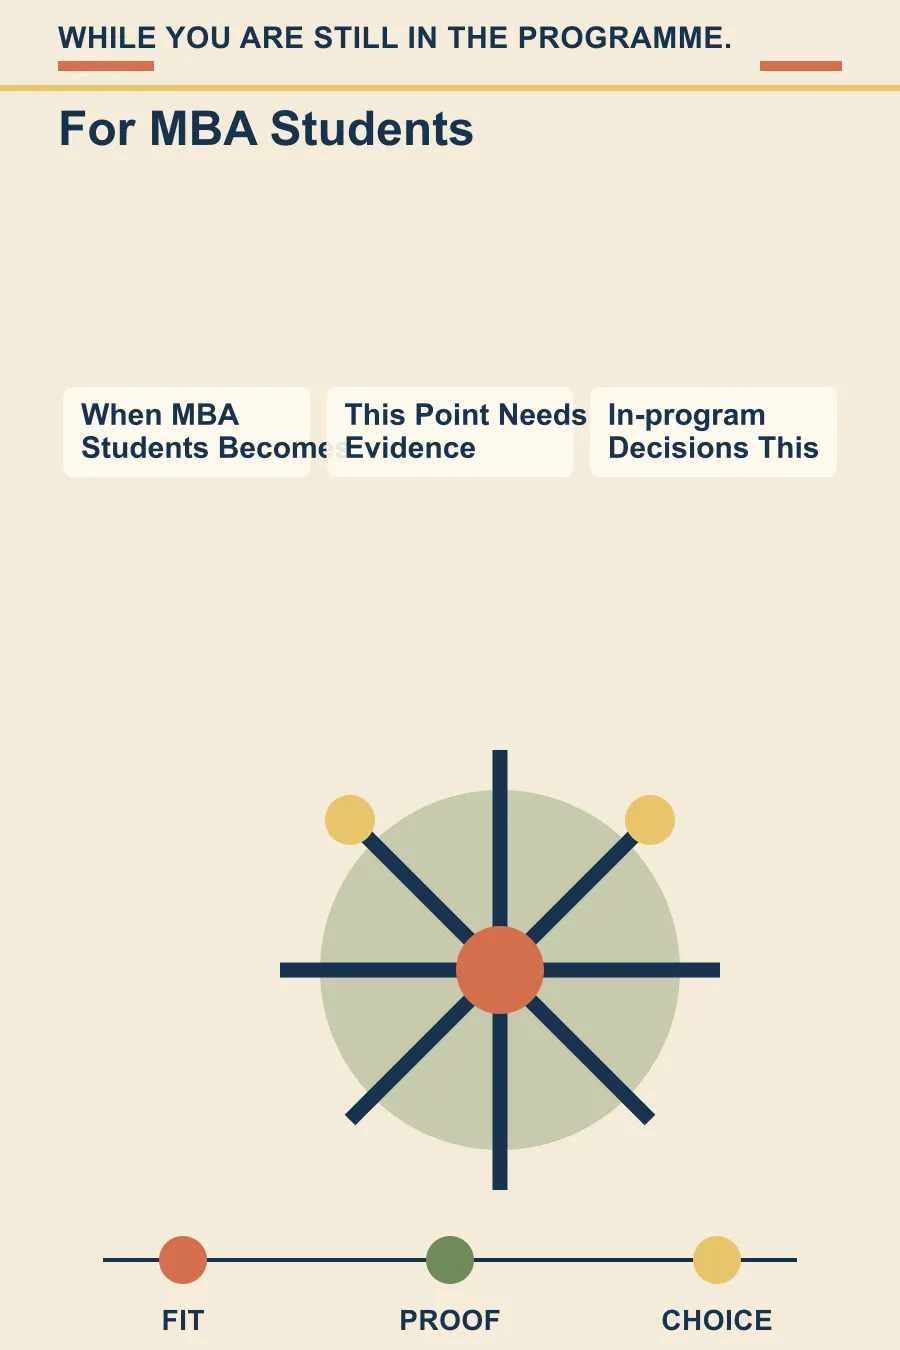 WHILE YOU ARE STILL IN THE PROGRAMME.
For MBA Students
When MBA
Students Becomes
This Point Needs
Evidence
In-program
Decisions This
FIT
PROOF
CHOICE